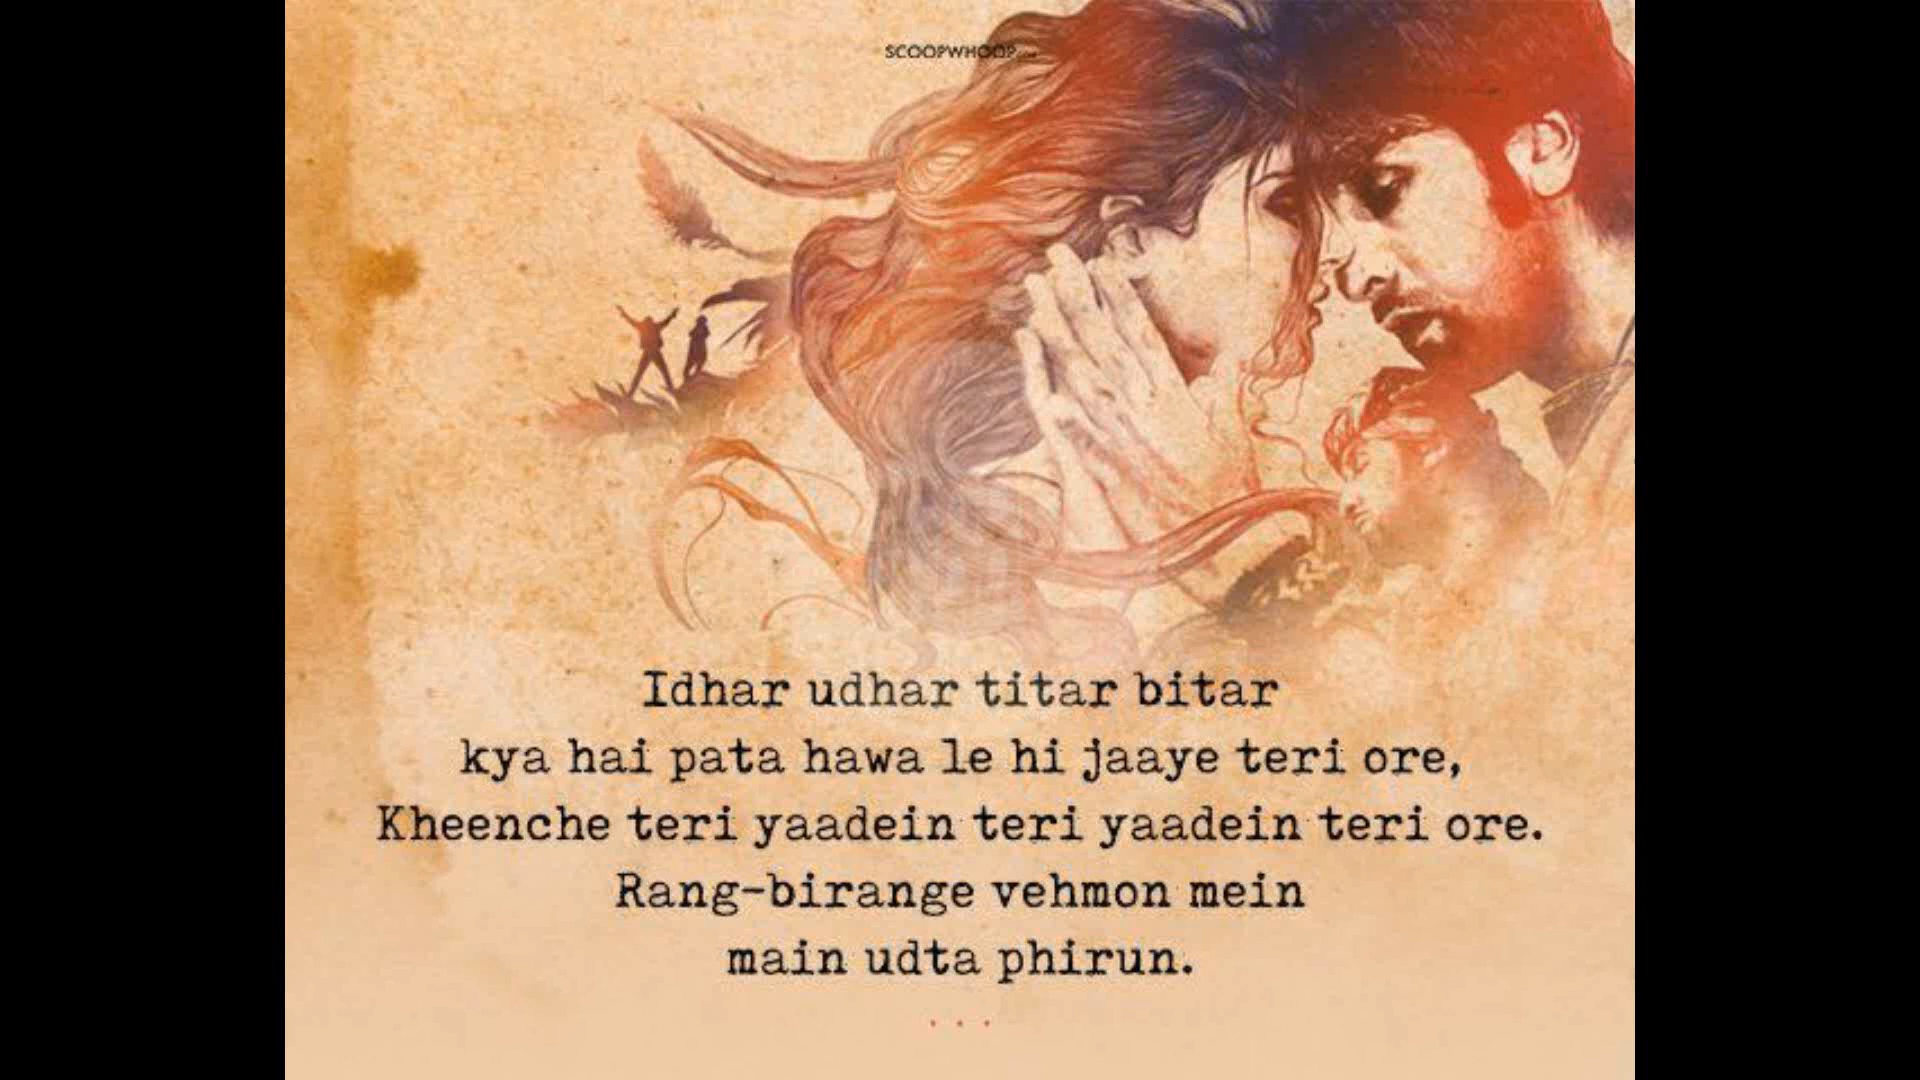 SCOOPWHOOP
Idhar udhar titar bitar
kya hai pata hawa le hi jaaye teri ore,
Kheenche teri yaadein teri yaadein teri ore.
Rang-birange vehmon mein
main udta phirun.
...